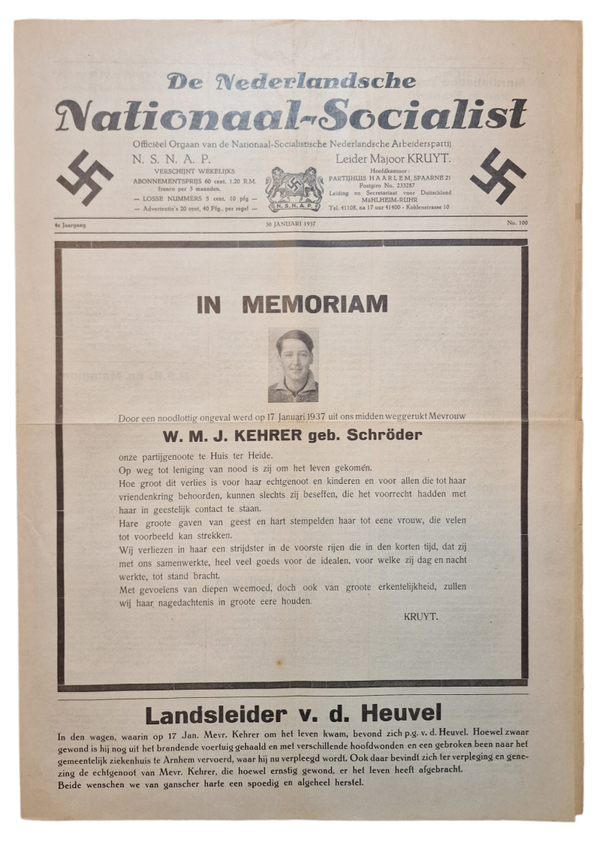 De Nederlandsche
Nationaal-Socialist
Officiëel Orgaan van de Nationaal-Socialistische Nederlandsche Arbeiderspartij
N. S. N. A. P.
VERSCHIJNT WEKELIJKS
ABONNEMENTSPRIJS 60 cent, 1.20 R.M.
franco per 3 maanden.
— LOSSE NUMMERS 5 cent, 10 pfg —
— Advertentie's 20 cent, 40 Pfg., per regel —
N.S.N.A.P.
Leider Majoor KRUYT.
Hoofdkantoor:
PARTIJHUIS HAARLEM, SPAARNE 21
Postgiro No. 233287
Leiding en Secretariaat voor Duitschland
MÜHLHEIM-RUHR
Tel. 41108, na 17 uur 41400 - Kohlenstrasse 10
4e Jaargang
30 JANUARI 1937
No. 100
IN MEMORIAM
Door een noodlottig ongeval werd op 17 Januari 1937 uit ons midden weggerukt Mevrouw
W. M. J. KEHRER geb. Schröder
onze partijgenoote te Huis ter Heide.
Op weg tot leniging van nood is zij om het leven gekomen.
Hoe groot dit verlies is voor haar echtgenoot en kinderen en voor allen die tot haar
vriendenkring behoorden, kunnen slechts zij beseffen, die het voorrecht hadden met
haar in geestelijk contact te staan.
Hare groote gaven van geest en hart stempelden haar tot eene vrouw, die velen
tot voorbeeld kan strekken.
Wij verliezen in haar een strijdster in de voorste rijen die in den korten tijd, dat zij
met ons samenwerkte, heel veel goeds voor de idealen, voor welke zij dag en nacht
werkte, tot stand bracht.
Met gevoelens van diepen weemoed, doch ook van groote erkentelijkheid, zullen
wij haar nagedachtenis in groote eere houden.
KRUYT.
Landsleider v. d. Heuvel
In den wagen, waarin op 17 Jan. Mevr. Kehrer om het leven kwam, bevond zich p.g. v. d. Heuvel. Hoewel zwaar
gewond is hij nog uit het brandende voertuig gehaald en met verschillende hoofdwonden en een gebroken been naar het
gemeentelijk ziekenhuis te Arnhem vervoerd, waar hij nu verpleegd wordt. Ook daar bevindt zich ter verpleging en gene-
zing de echtgenoot van Mevr. Kehrer, die hoewel ernstig gewond, er het leven heeft afgebracht.
Beide wenschen we van ganscher harte een spoedig en algeheel herstel.